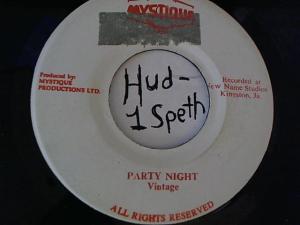 MYSTIQUE
Produced by:
MYSTIQUE
PRODUCTIONS LTD.
Recorded at
New Name Studios
Kingston, Ja.
Hud-
1 Speth
PARTY NIGHT
Vintage
ALL RIGHTS RESERVED